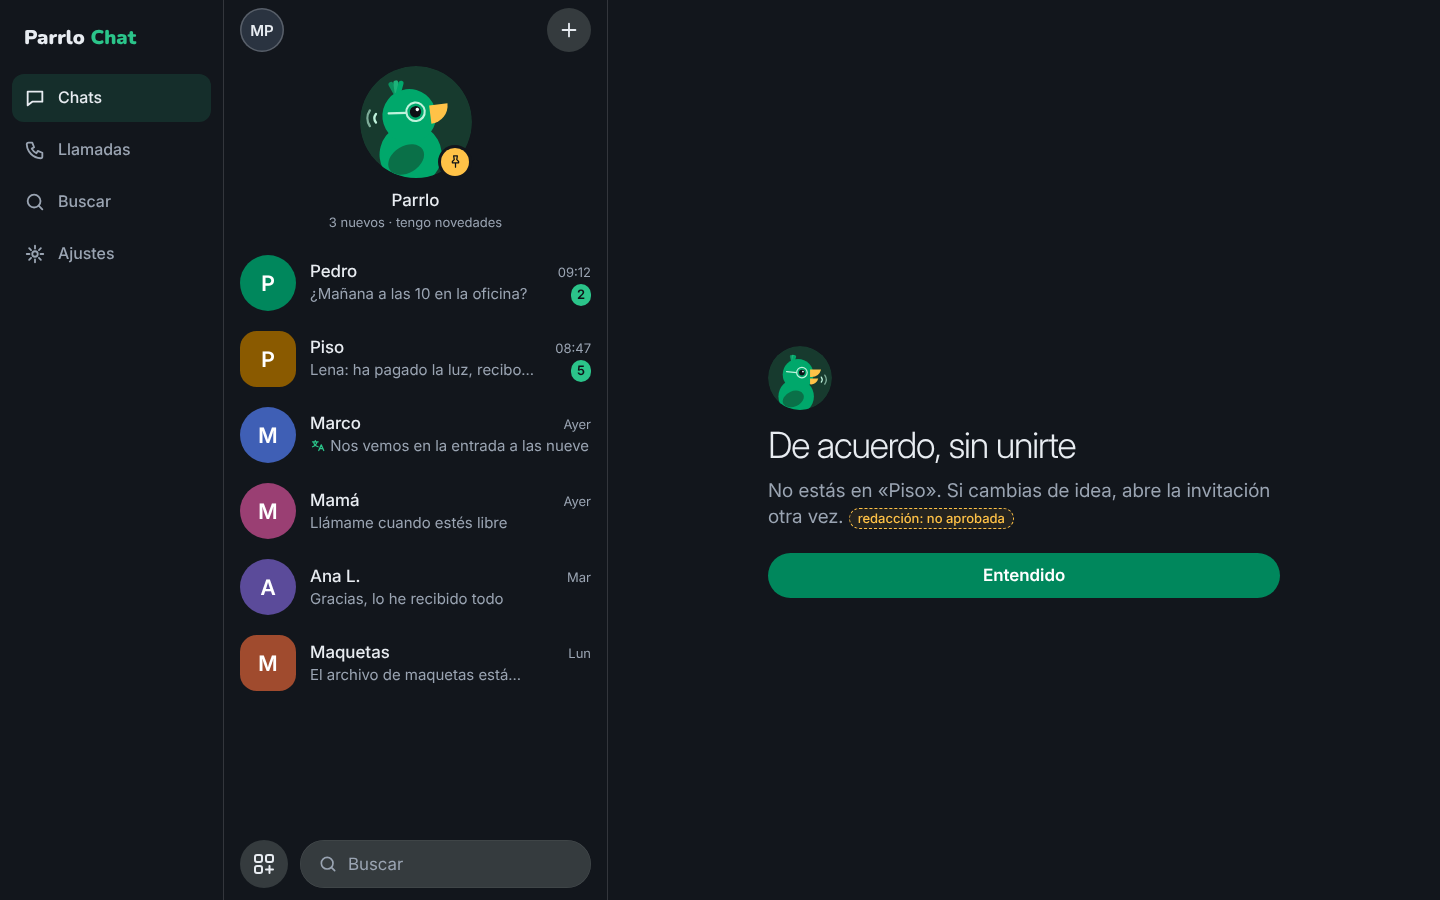 Parrlo Chat
Chats
Llamadas
Buscar
Ajustes
MP
Parrlo
3 nuevos · tengo novedades
P
Pedro
09:12
¿Mañana a las 10 en la oficina?
2
P
Piso
08:47
Lena: ha pagado la luz, recibo...
5
M
Marco
Ayer
Nos vemos en la entrada a las nueve
M
Mamá
Ayer
Llámame cuando estés libre
A
Ana L.
Mar
Gracias, lo he recibido todo
M
Maquetas
Lun
El archivo de maquetas está...
Buscar
De acuerdo, sin unirte
No estás en «Piso». Si cambias de idea, abre la invitación
otra vez. redacción: no aprobada
Entendido